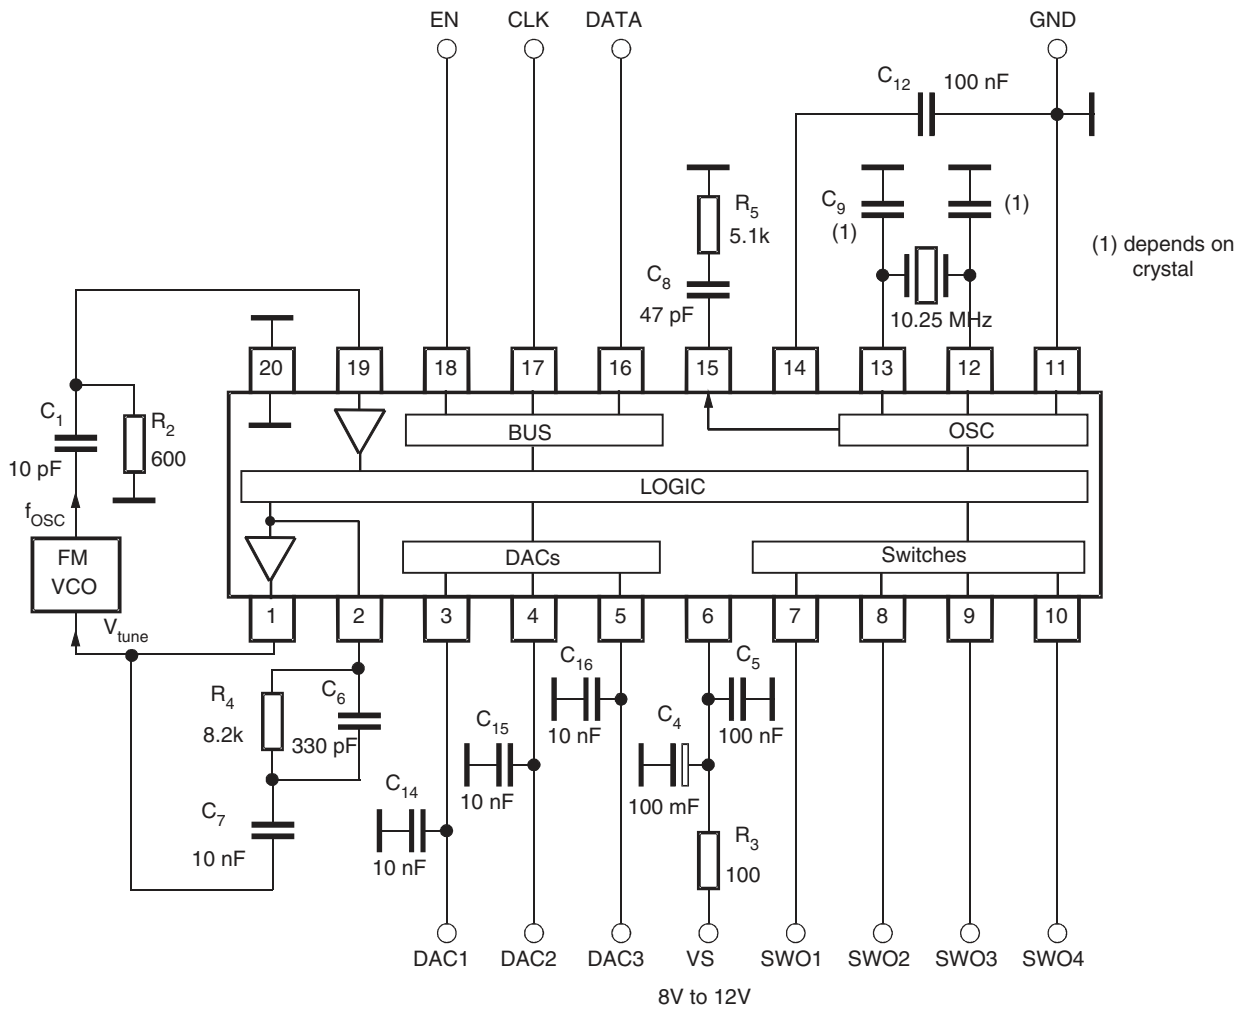 EN CLK DATA GND
C12 100 nF
R5
5.1k
C9
(1)
(1)
(1) depends on
crystal
C8
47 pF
10.25 MHz
20 19 18 17 16 15 14 13 12 11
C1
10 pF
R2
600
BUS OSC
LOGIC
fOSC
FM
VCO
DACs Switches
Vtune
1 2 3 4 5 6 7 8 9 10
R4
8.2k
C6
330 pF
C16
10 nF
C5
100 nF
C15
10 nF
C4
100 mF
C14
10 nF
C7
10 nF
R3
100
DAC1 DAC2 DAC3 VS SWO1 SWO2 SWO3 SWO4
8V to 12V